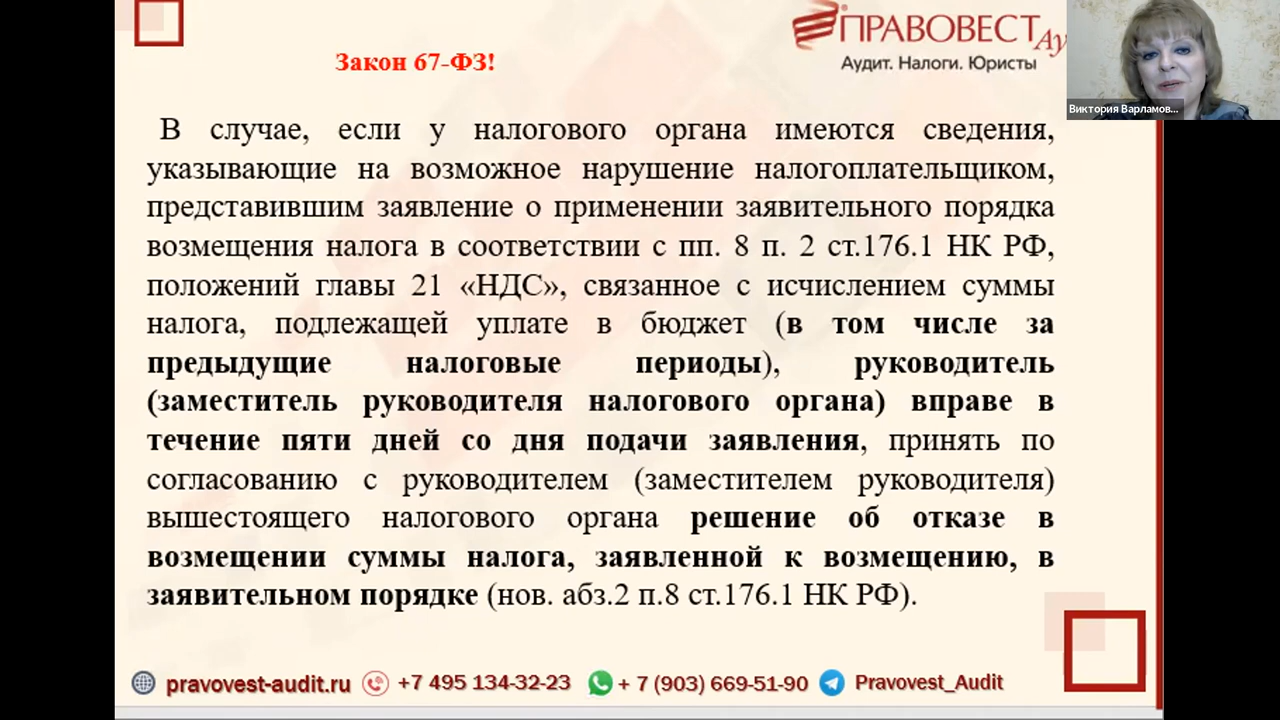 ПРАВОВЕСТ Ау
Аудит. Налоги. Юристы
Закон 67-ФЗ!
Виктория Варламов...
В случае, если у налогового органа имеются сведения,
указывающие на возможное нарушение налогоплательщиком,
представившим заявление о применении заявительного порядка
возмещения налога в соответствии с пп. 8 п. 2 ст.176.1 НК РФ,
положений главы 21 «НДС», связанное с исчислением суммы
налога, подлежащей уплате в бюджет (в том числе за
предыдущие налоговые периоды), руководитель
(заместитель руководителя налогового органа) вправе в
течение пяти дней со дня подачи заявления, принять по
согласованию с руководителем (заместителем руководителя)
вышестоящего налогового органа решение об отказе в
возмещении суммы налога, заявленной к возмещению, в
заявительном порядке (нов. абз.2 п.8 ст.176.1 НК РФ).
pravovest-audit.ru +7 495 134-32-23 + 7 (903) 669-51-90 Pravovest_Audit